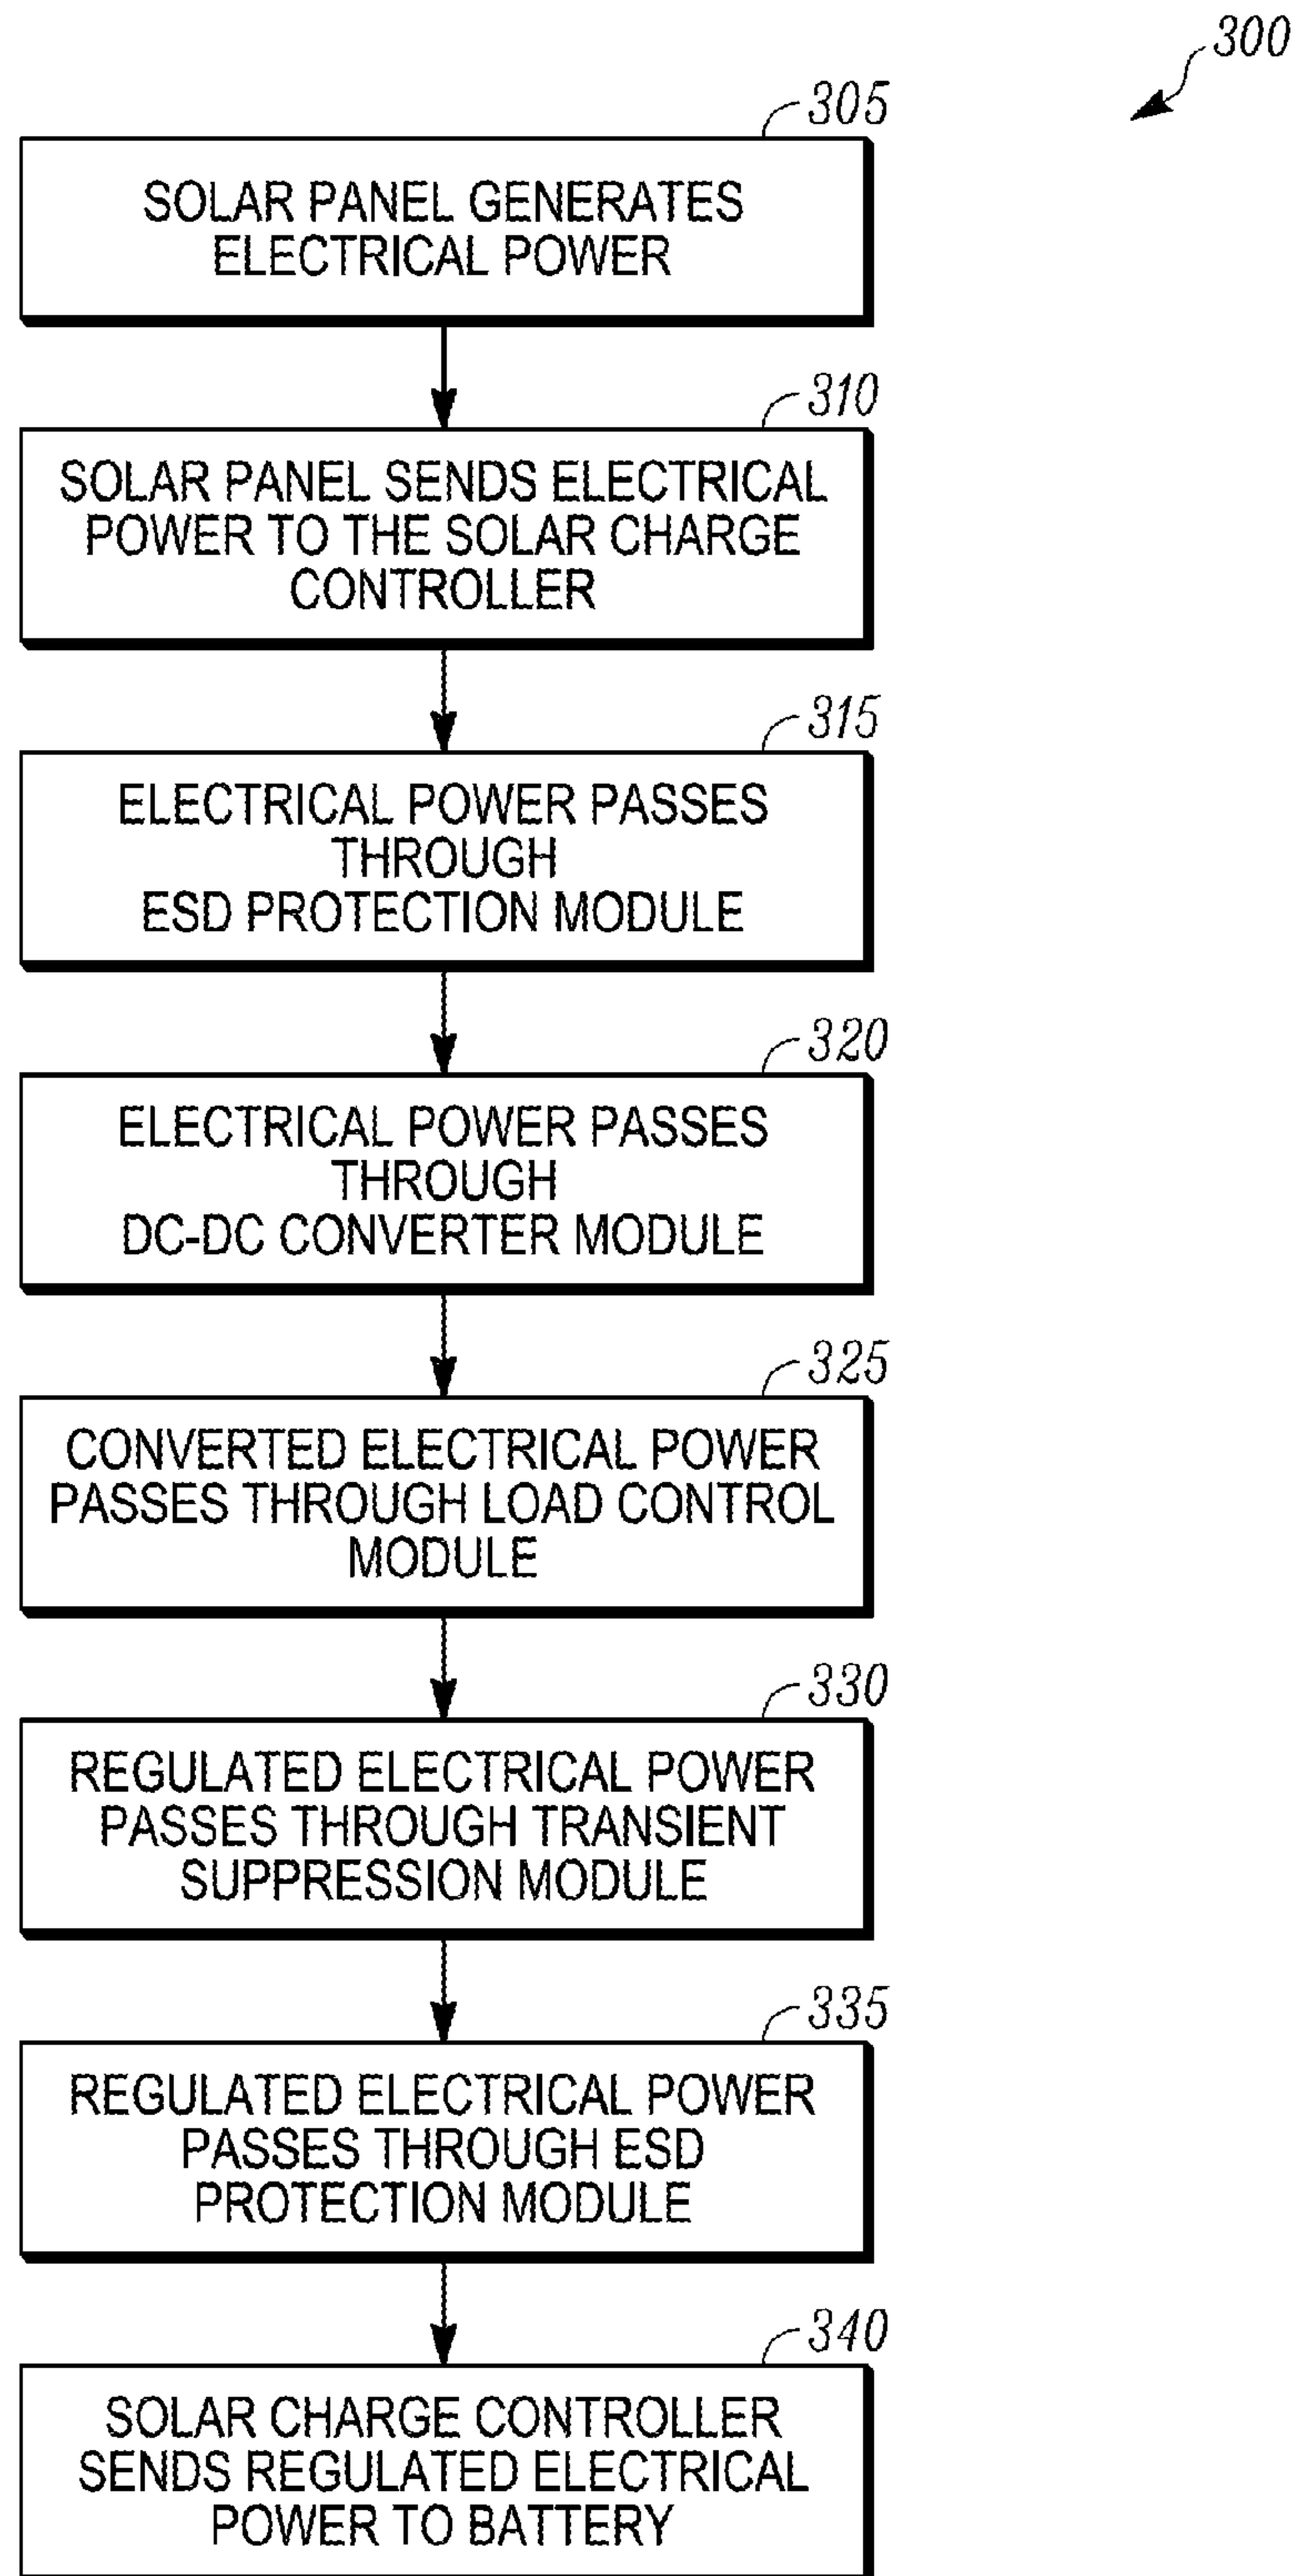 300
305
SOLAR PANEL GENERATES
ELECTRICAL POWER
310
SOLAR PANEL SENDS ELECTRICAL
POWER TO THE SOLAR CHARGE
CONTROLLER
315
ELECTRICAL POWER PASSES
THROUGH
ESD PROTECTION MODULE
320
ELECTRICAL POWER PASSES
THROUGH
DC-DC CONVERTER MODULE
325
CONVERTED ELECTRICAL POWER
PASSES THROUGH LOAD CONTROL
MODULE
330
REGULATED ELECTRICAL POWER
PASSES THROUGH TRANSIENT
SUPPRESSION MODULE
335
REGULATED ELECTRICAL POWER
PASSES THROUGH ESD
PROTECTION MODULE
340
SOLAR CHARGE CONTROLLER
SENDS REGULATED ELECTRICAL
POWER TO BATTERY